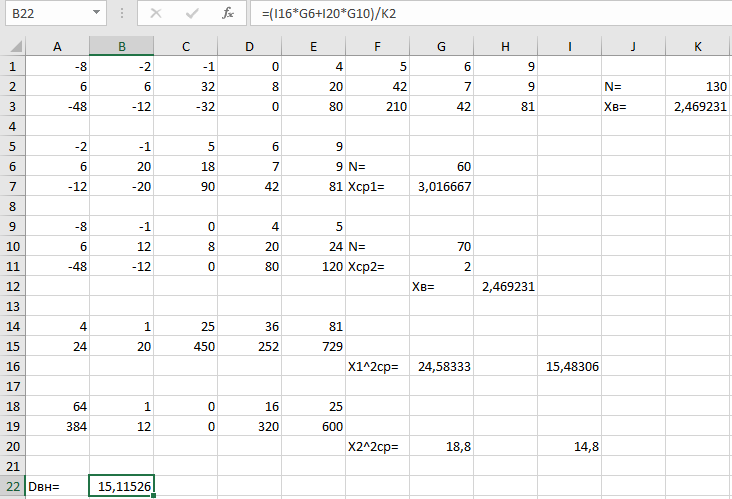 B22 fx =(I16*G6+I20*G10)/K2
A B C D E F G H I J K
1 -8 -2 -1 0 4 5 6 9
2 6 6 32 8 20 42 7 9 N= 130
3 -48 -12 -32 0 80 210 42 81 Xв= 2,469231
4
5 -2 -1 5 6 9
6 6 20 18 7 9 N= 60
7 -12 -20 90 42 81 Xср1= 3,016667
8
9 -8 -1 0 4 5
10 6 12 8 20 24 N= 70
11 -48 -12 0 80 120 Xср2= 2
12 Xв= 2,469231
13
14 4 1 25 36 81
15 24 20 450 252 729
16 X1^2ср= 24,58333 15,48306
17
18 64 1 0 16 25
19 384 12 0 320 600
20 X2^2ср= 18,8 14,8
21
22 Dвн= 15,11526